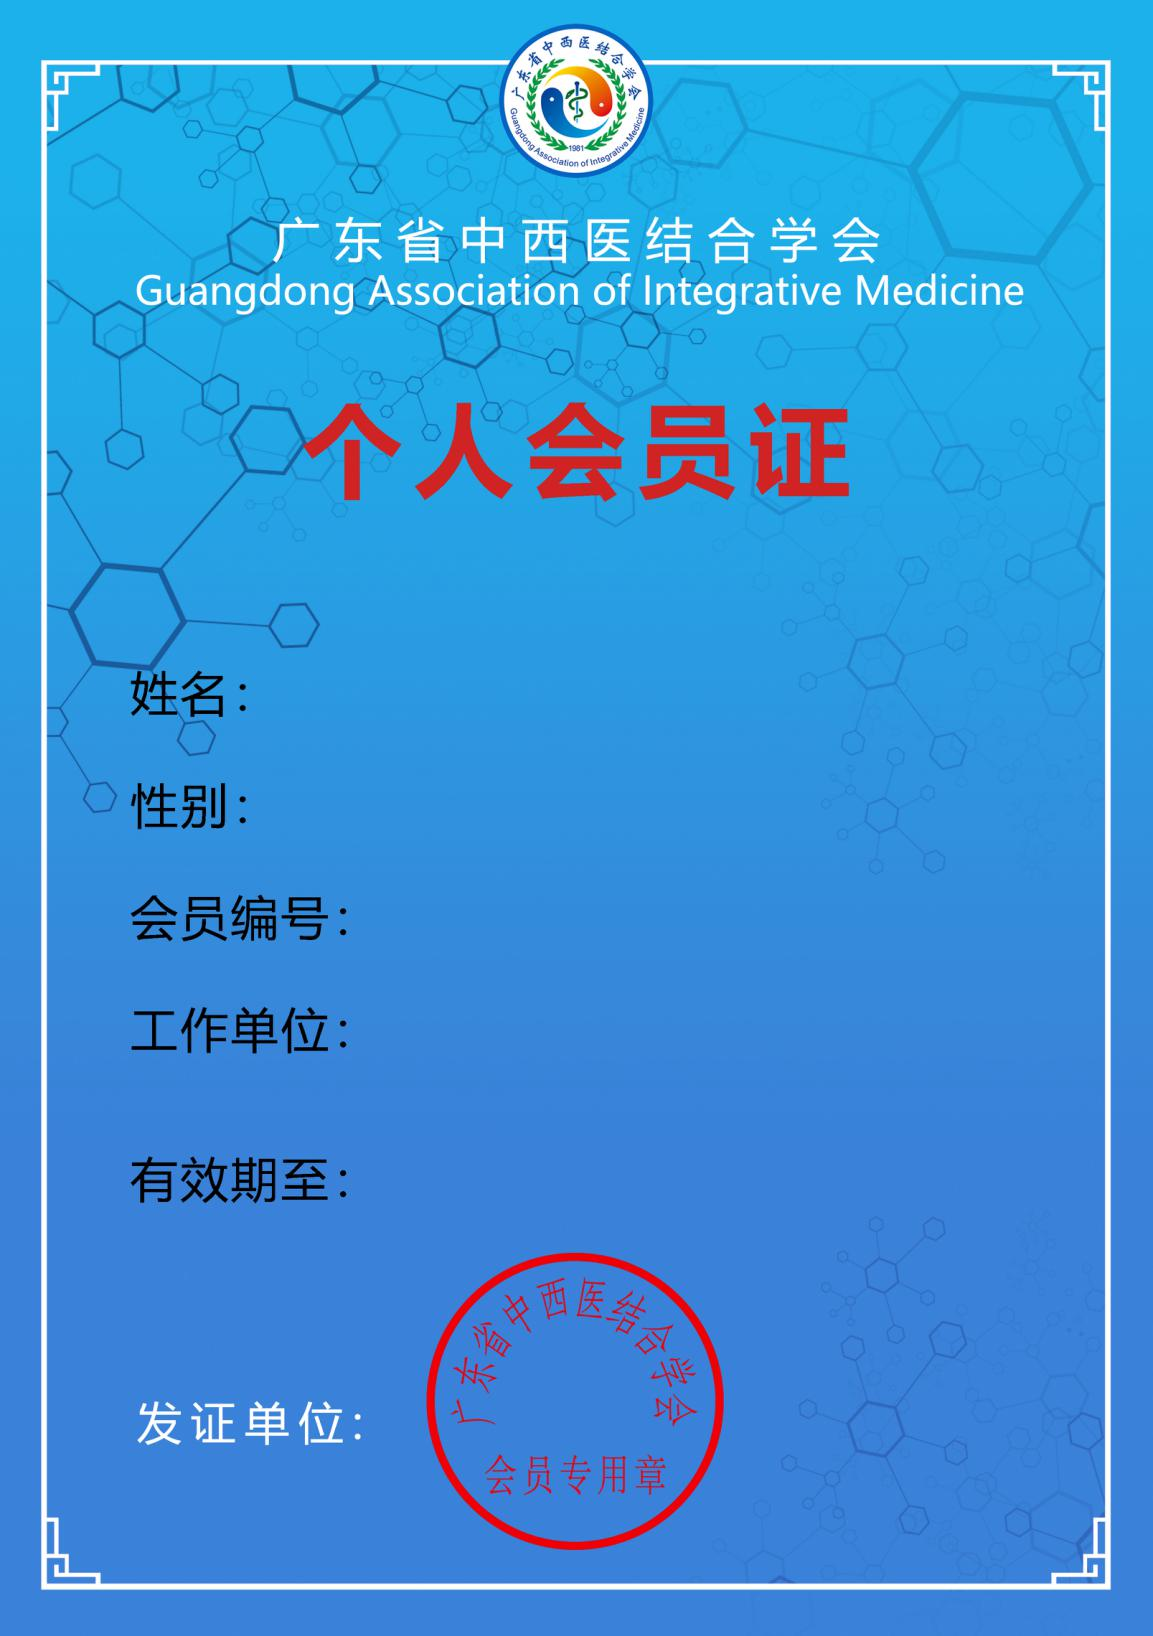 广东省中西医结合学会
Guangdong Association of Integrative Medicine
1981
广东省中西医结合学会
Guangdong Association of Integrative Medicine
个人会员证
姓名：
性别：
会员编号：
工作单位：
有效期至：
发证单位：
广东省中西医结合学会
会员专用章